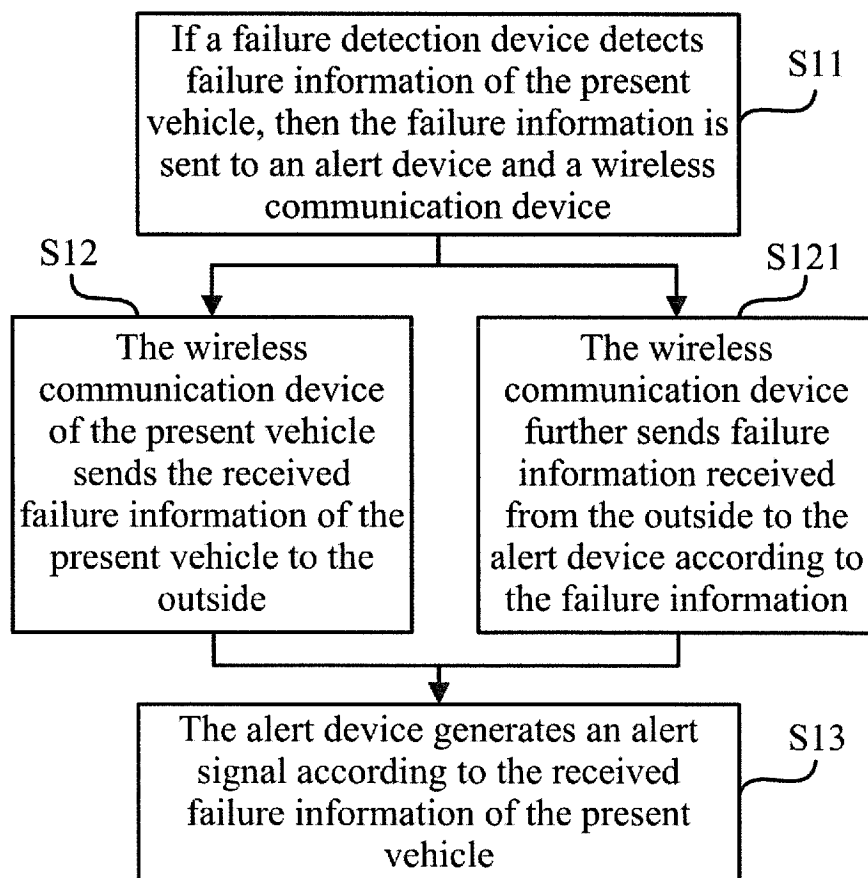 If a failure detection device detects
failure information of the present
vehicle, then the failure information is
sent to an alert device and a wireless
communication device
S11
S12
The wireless
communication device
of the present vehicle
sends the received
failure information of the
present vehicle to the
outside
S121
The wireless
communication device
further sends failure
information received
from the outside to the
alert device according to
the failure information
The alert device generates an alert
signal according to the received
failure information of the present
vehicle
S13